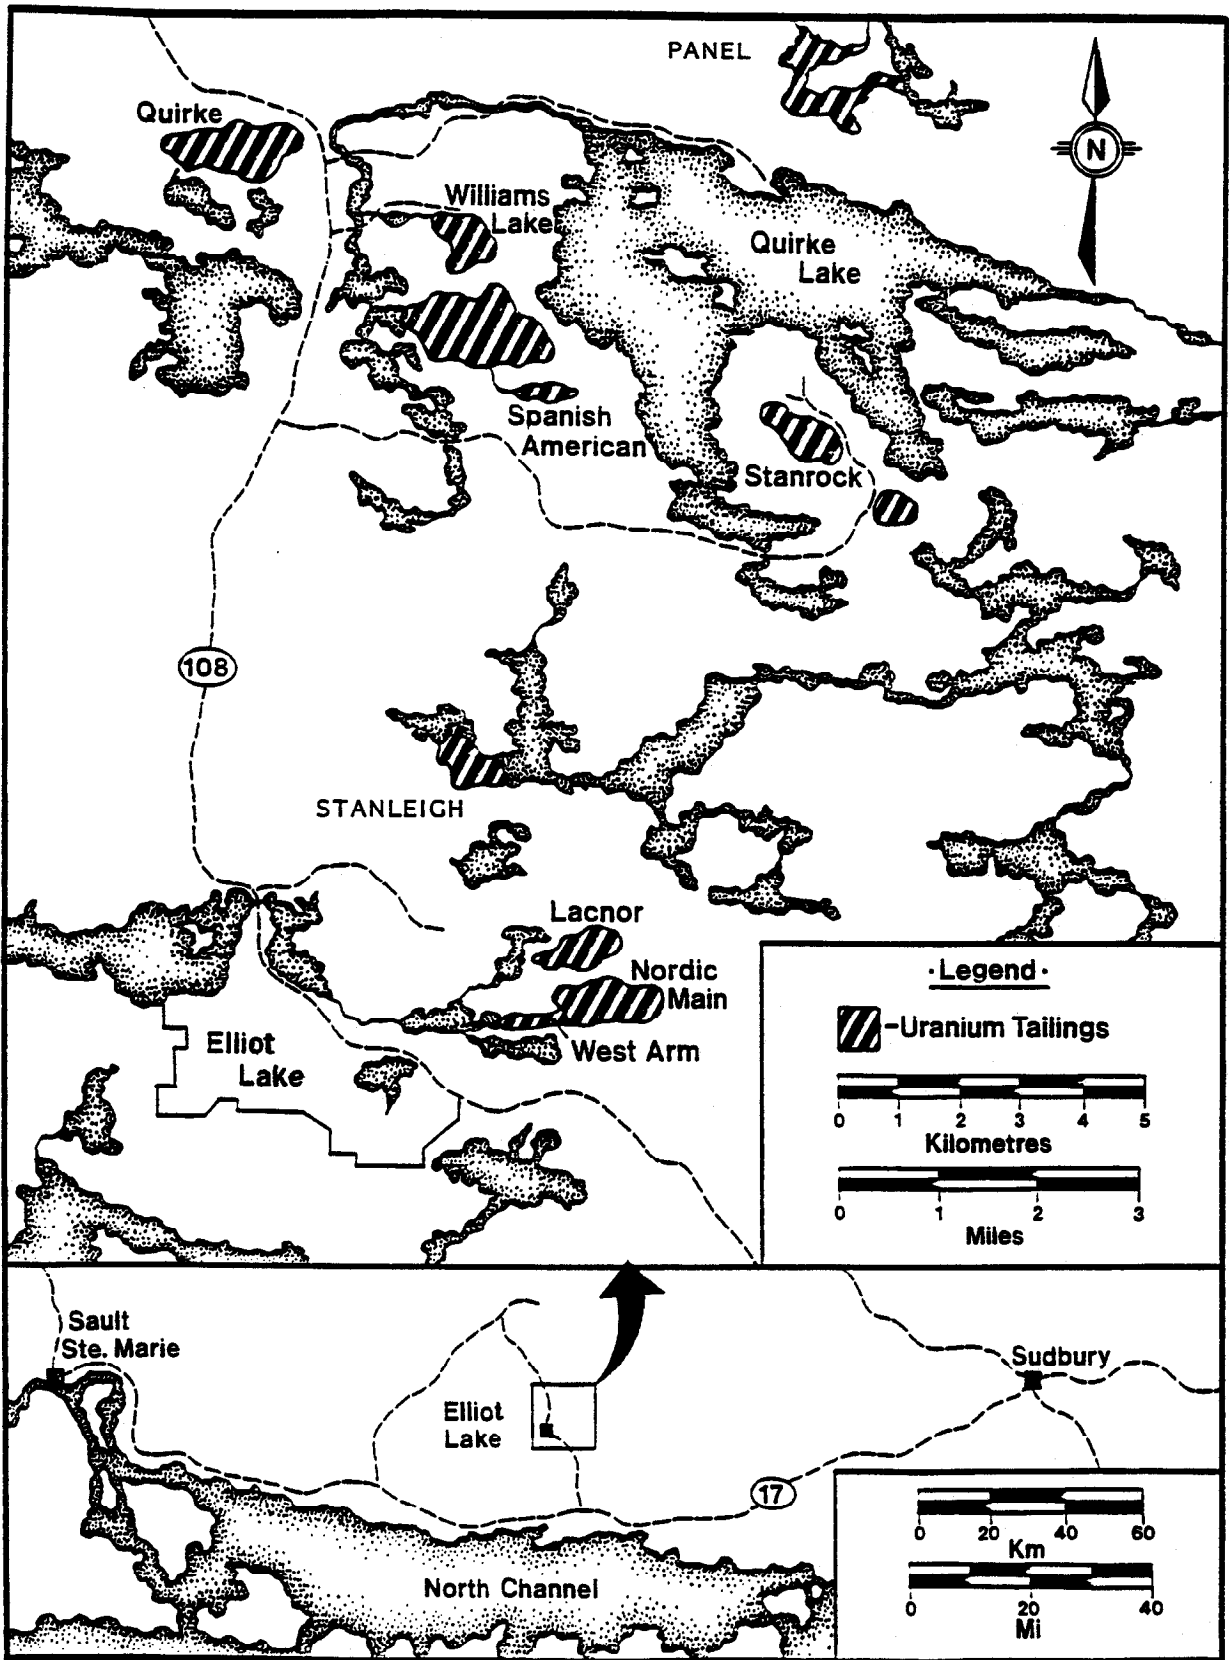 PANEL
Quirke
N
Williams
Lake
Quirke
Lake
Spanish
American
Stanrock
108
STANLEIGH
Lacnor
Nordic
Main
West Arm
Elliot
Lake
·Legend·
-Uranium Tailings
0 1 2 3 4 5
Kilometres
0 1 2 3
Miles
Sault
Ste. Marie
Sudbury
Elliot
Lake
17
North Channel
0 20 40 60
Km
0 20 40
Mi